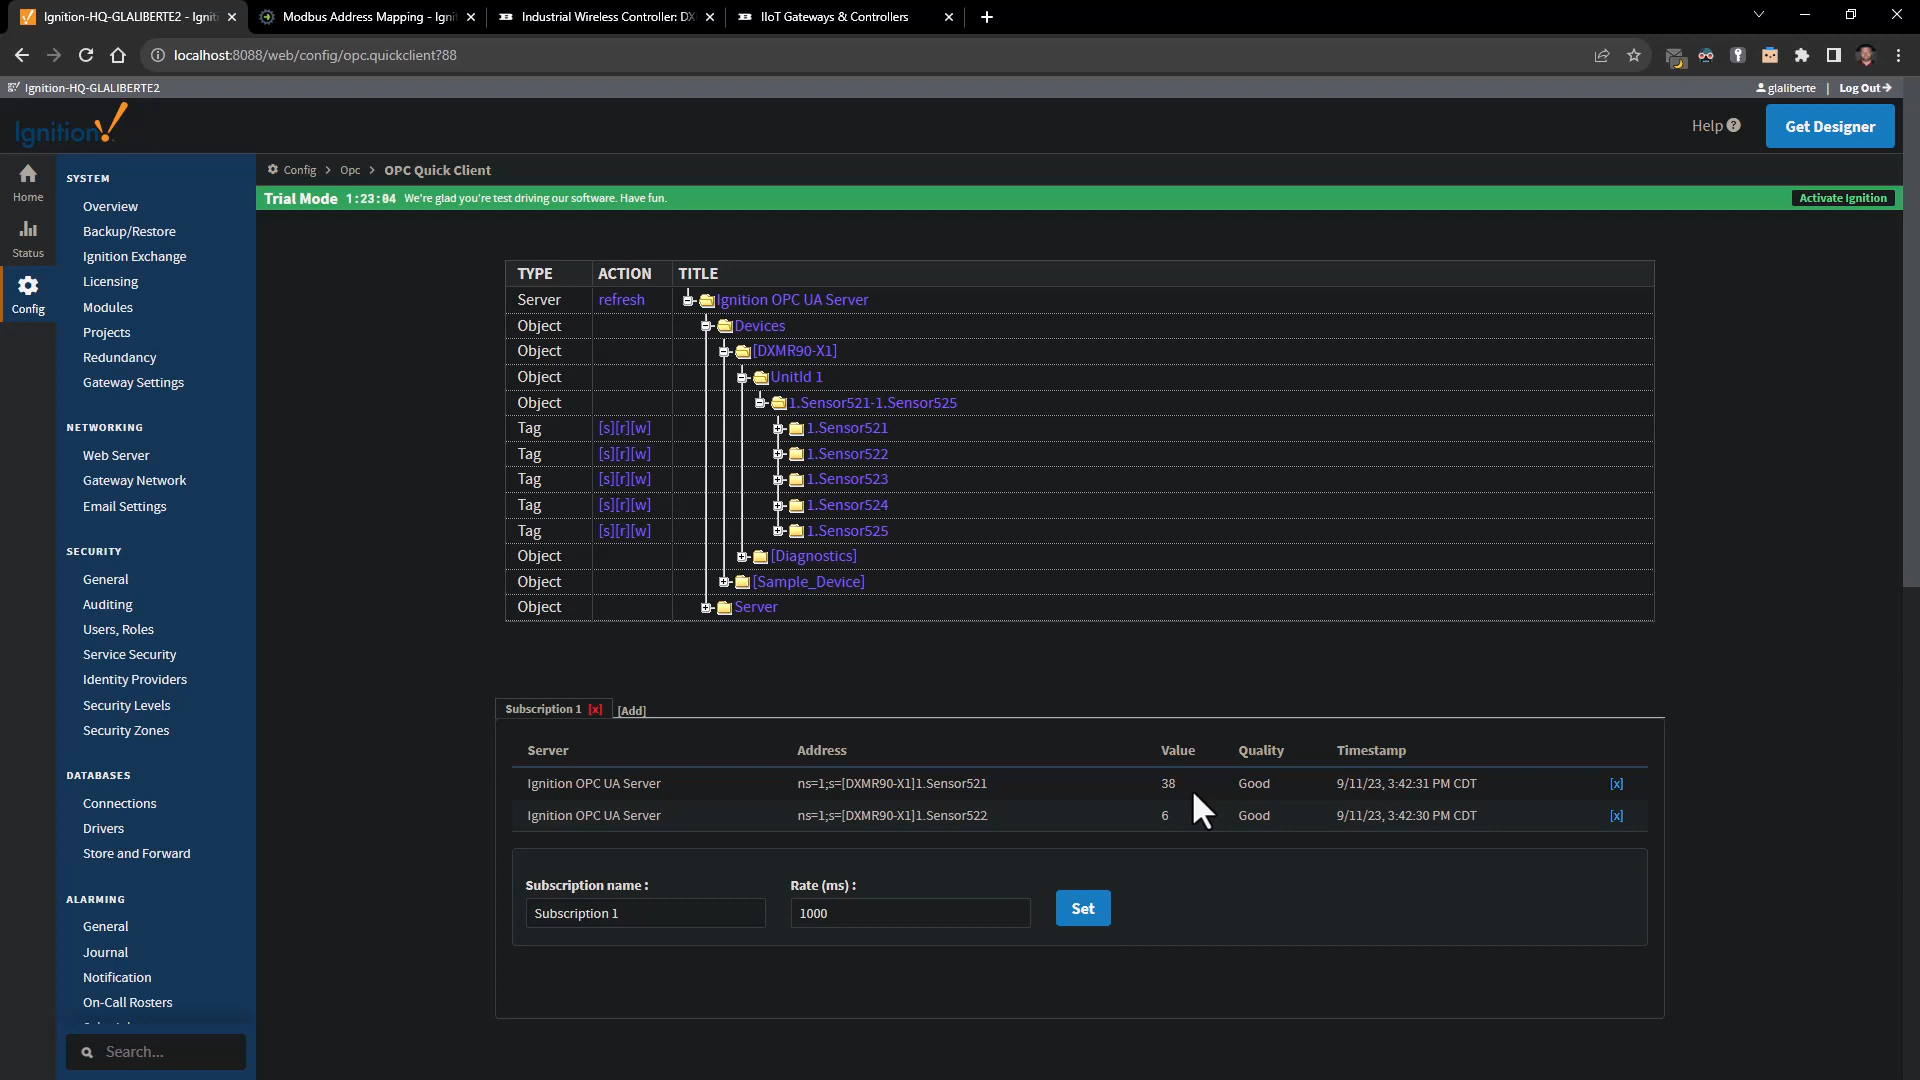 Ignition-HQ-GLALIBERTE2 - Ignit
Modbus Address Mapping - Ignit
Industrial Wireless Controller: DX
IIoT Gateways & Controllers
localhost:8088/web/config/opc.quickclient?88
Ignition-HQ-GLALIBERTE2
glaliberte | Log Out
Ignition!
Help ?
Get Designer
Home
Status
Config
SYSTEM
Overview
Backup/Restore
Ignition Exchange
Licensing
Modules
Projects
Redundancy
Gateway Settings
NETWORKING
Web Server
Gateway Network
Email Settings
SECURITY
General
Auditing
Users, Roles
Service Security
Identity Providers
Security Levels
Security Zones
DATABASES
Connections
Drivers
Store and Forward
ALARMING
General
Journal
Notification
On-Call Rosters
Search...
Config > Opc > OPC Quick Client
Trial Mode 1:23:04 We're glad you're test driving our software. Have fun.
Activate Ignition
TYPE ACTION TITLE
Server refresh Ignition OPC UA Server
Object Devices
Object [DXMR90-X1]
Object UnitId 1
Object 1.Sensor521-1.Sensor525
Tag [s][r][w] 1.Sensor521
Tag [s][r][w] 1.Sensor522
Tag [s][r][w] 1.Sensor523
Tag [s][r][w] 1.Sensor524
Tag [s][r][w] 1.Sensor525
Object [Diagnostics]
Object [Sample_Device]
Object Server
Subscription 1 [x] [Add]
Server Address Value Quality Timestamp
Ignition OPC UA Server ns=1;s=[DXMR90-X1]1.Sensor521 38 Good 9/11/23, 3:42:31 PM CDT [x]
Ignition OPC UA Server ns=1;s=[DXMR90-X1]1.Sensor522 6 Good 9/11/23, 3:42:30 PM CDT [x]
Subscription name : Rate (ms) :
Subscription 1 1000 Set